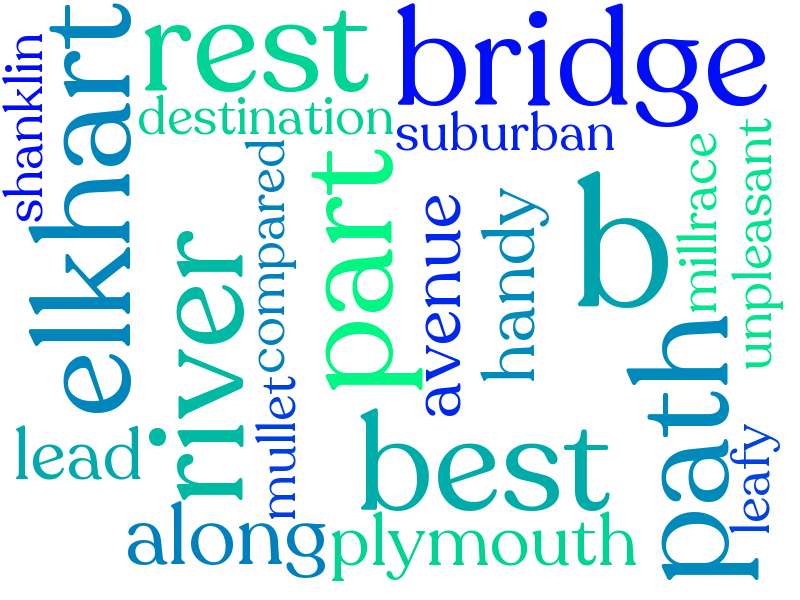 shanklin
elkhart
rest
bridge
destination
suburban
compared
part
river
avenue
handy
b
millrace
unpleasant
path
mullet
lead
best
leafy
along
plymouth